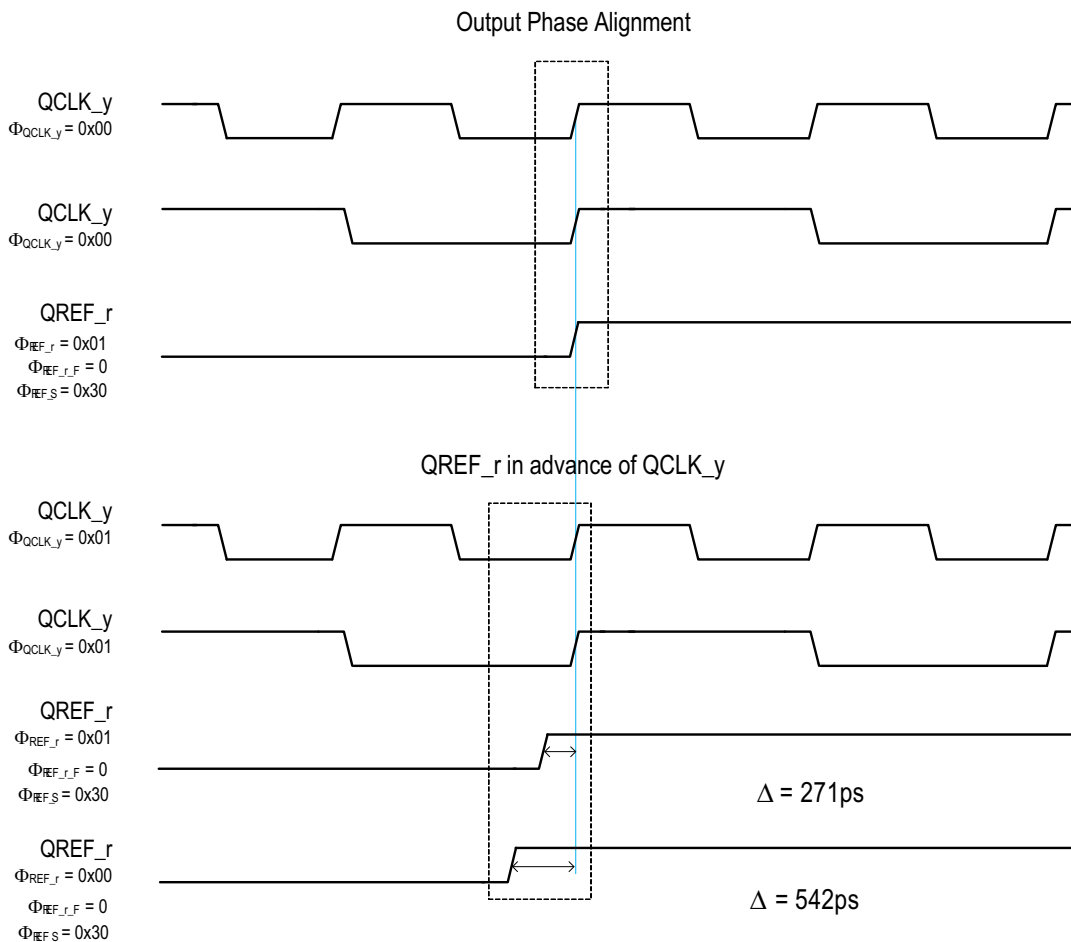 Output Phase Alignment
QCLK_y
ΦQCLK_y = 0x00
QCLK_y
ΦQCLK_y = 0x00
QREF_r
ΦREF_r = 0x01
ΦREF_r_F = 0
ΦREF_S = 0x30
QREF_r in advance of QCLK_y
QCLK_y
ΦQCLK_y = 0x01
QCLK_y
ΦQCLK_y = 0x01
QREF_r
ΦREF_r = 0x01
ΦREF_r_F = 0
ΦREF_S = 0x30
Δ = 271ps
QREF_r
ΦREF_r = 0x00
ΦREF_r_F = 0
ΦREF_S = 0x30
Δ = 542ps